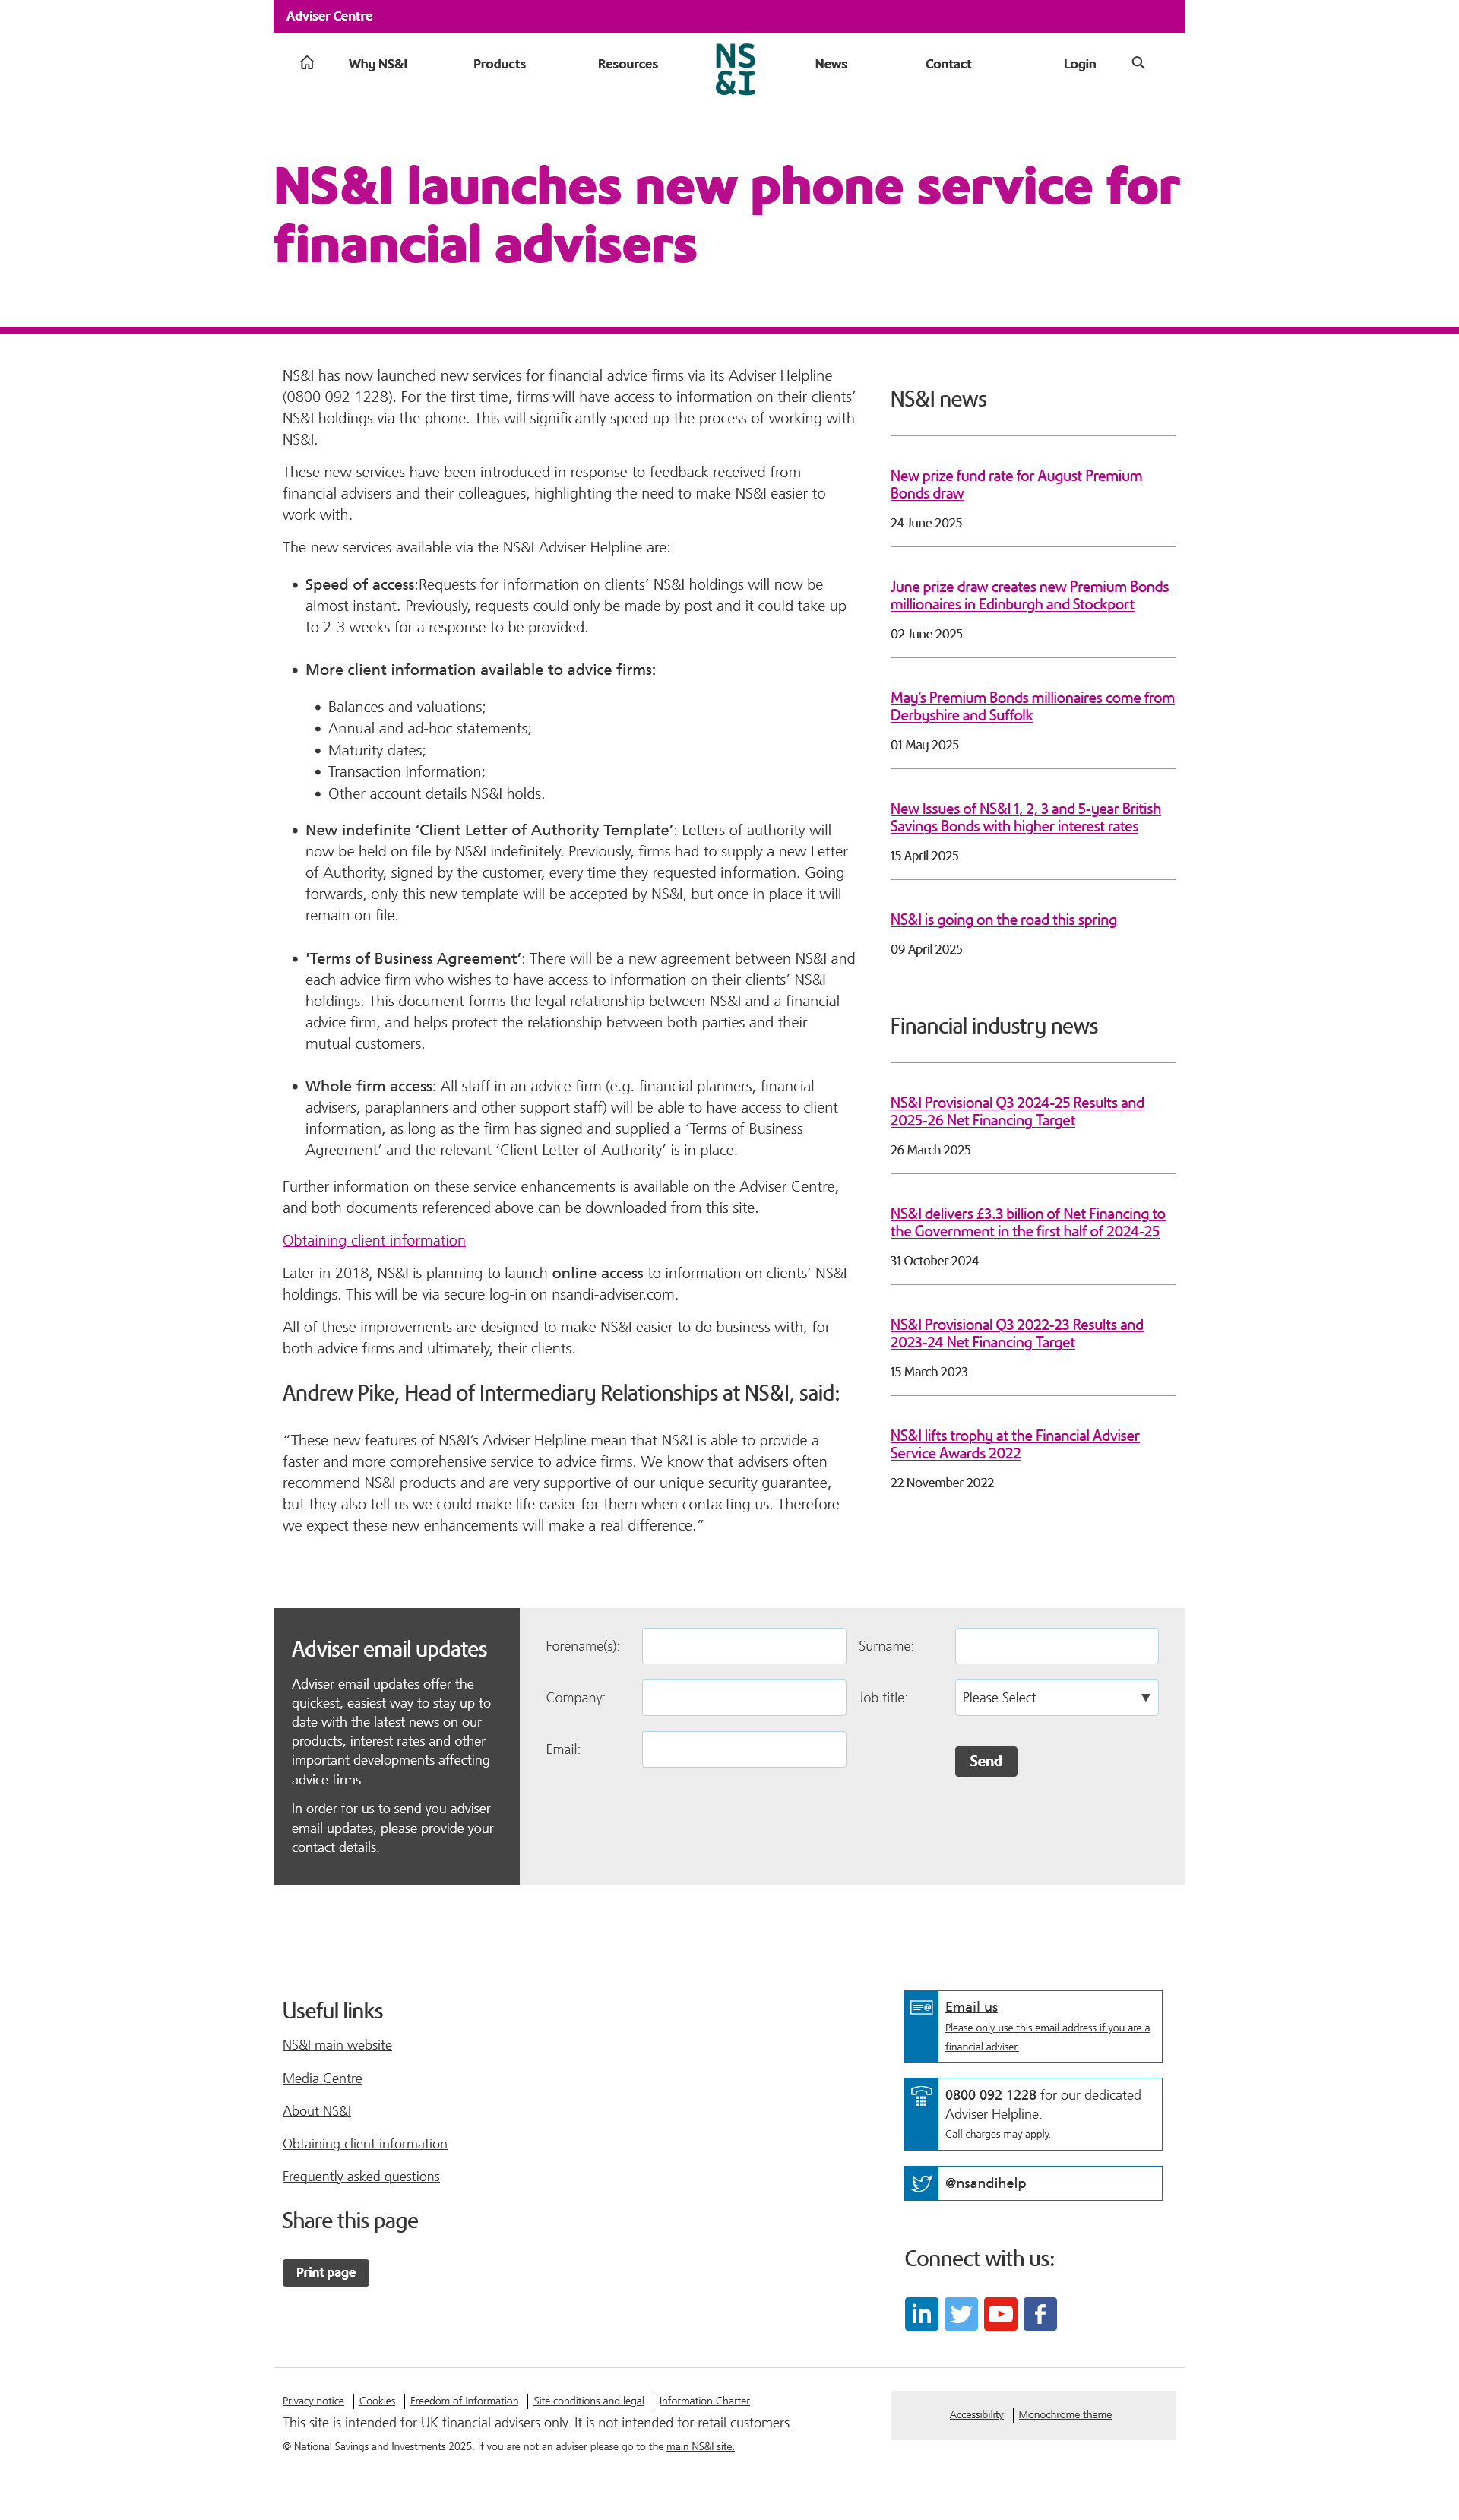 Adviser Centre
Why NS&I
Products
Resources
NS
&I
News
Contact
Login
NS&I launches new phone service for
financial advisers
NS&I has now launched new services for financial advice firms via its Adviser Helpline
(0800 092 1228). For the first time, firms will have access to information on their clients’
NS&I holdings via the phone. This will significantly speed up the process of working with
NS&I.
These new services have been introduced in response to feedback received from
financial advisers and their colleagues, highlighting the need to make NS&I easier to
work with.
The new services available via the NS&I Adviser Helpline are:
• Speed of access:Requests for information on clients’ NS&I holdings will now be
almost instant. Previously, requests could only be made by post and it could take up
to 2-3 weeks for a response to be provided.
• More client information available to advice firms:
• Balances and valuations;
• Annual and ad-hoc statements;
• Maturity dates;
• Transaction information;
• Other account details NS&I holds.
• New indefinite ‘Client Letter of Authority Template’: Letters of authority will
now be held on file by NS&I indefinitely. Previously, firms had to supply a new Letter
of Authority, signed by the customer, every time they requested information. Going
forwards, only this new template will be accepted by NS&I, but once in place it will
remain on file.
• 'Terms of Business Agreement’: There will be a new agreement between NS&I and
each advice firm who wishes to have access to information on their clients’ NS&I
holdings. This document forms the legal relationship between NS&I and a financial
advice firm, and helps protect the relationship between both parties and their
mutual customers.
• Whole firm access: All staff in an advice firm (e.g. financial planners, financial
advisers, paraplanners and other support staff) will be able to have access to client
information, as long as the firm has signed and supplied a ‘Terms of Business
Agreement’ and the relevant ‘Client Letter of Authority’ is in place.
Further information on these service enhancements is available on the Adviser Centre,
and both documents referenced above can be downloaded from this site.
Obtaining client information
Later in 2018, NS&I is planning to launch online access to information on clients’ NS&I
holdings. This will be via secure log-in on nsandi-adviser.com.
All of these improvements are designed to make NS&I easier to do business with, for
both advice firms and ultimately, their clients.
Andrew Pike, Head of Intermediary Relationships at NS&I, said:
“These new features of NS&I’s Adviser Helpline mean that NS&I is able to provide a
faster and more comprehensive service to advice firms. We know that advisers often
recommend NS&I products and are very supportive of our unique security guarantee,
but they also tell us we could make life easier for them when contacting us. Therefore
we expect these new enhancements will make a real difference.”
NS&I news
New prize fund rate for August Premium
Bonds draw
24 June 2025
June prize draw creates new Premium Bonds
millionaires in Edinburgh and Stockport
02 June 2025
May’s Premium Bonds millionaires come from
Derbyshire and Suffolk
01 May 2025
New Issues of NS&I 1, 2, 3 and 5-year British
Savings Bonds with higher interest rates
15 April 2025
NS&I is going on the road this spring
09 April 2025
Financial industry news
NS&I Provisional Q3 2024-25 Results and
2025-26 Net Financing Target
26 March 2025
NS&I delivers £3.3 billion of Net Financing to
the Government in the first half of 2024-25
31 October 2024
NS&I Provisional Q3 2022-23 Results and
2023-24 Net Financing Target
15 March 2023
NS&I lifts trophy at the Financial Adviser
Service Awards 2022
22 November 2022
Adviser email updates
Adviser email updates offer the
quickest, easiest way to stay up to
date with the latest news on our
products, interest rates and other
important developments affecting
advice firms.
In order for us to send you adviser
email updates, please provide your
contact details.
Forename(s):
Surname:
Company:
Job title:
Please Select
Email:
Send
Useful links
NS&I main website
Media Centre
About NS&I
Obtaining client information
Frequently asked questions
Share this page
Print page
Email us
Please only use this email address if you are a
financial adviser.
0800 092 1228 for our dedicated
Adviser Helpline.
Call charges may apply.
@nsandihelp
Connect with us:
Privacy notice
Cookies
Freedom of Information
Site conditions and legal
Information Charter
This site is intended for UK financial advisers only. It is not intended for retail customers.
© National Savings and Investments 2025. If you are not an adviser please go to the main NS&I site.
Accessibility
Monochrome theme